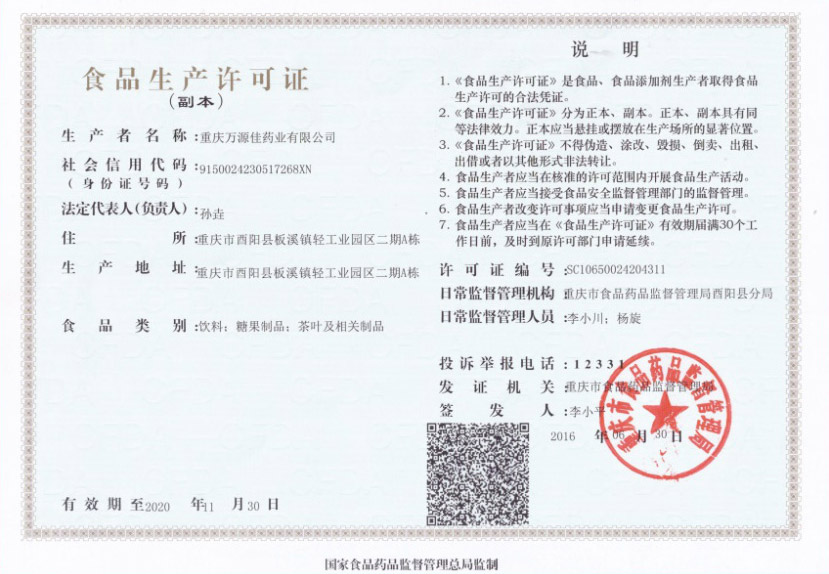 食品生产许可证
(副本)
生产者名称:重庆万源佳药业有限公司
社会信用代码:9150024230517268XN
(身份证号码)
法定代表人(负责人):孙垚
住所:重庆市酉阳县板溪镇轻工业园区二期A栋
生产地址:重庆市酉阳县板溪镇轻工业园区二期A栋
食品类别:饮料;糖果制品;茶叶及相关制品
有效期至2020年11月30日
说明
1.《食品生产许可证》是食品、食品添加剂生产者取得食品
生产许可的合法凭证。
2.《食品生产许可证》分为正本、副本。正本、副本具有同
等法律效力。正本应当悬挂或摆放在生产场所的显著位置。
3.《食品生产许可证》不得伪造、涂改、毁损、倒卖、出租、
出借或者以其他形式非法转让。
4.食品生产者应当在核准的许可范围内开展食品生产活动。
5.食品生产者应当接受食品安全监督管理部门的监督管理。
6.食品生产者改变许可事项应当申请变更食品生产许可。
7.食品生产者应当在《食品生产许可证》有效期届满30个工
作日前,及时到原许可部门申请延续。
许可证编号:SC10650024204311
日常监督管理机构:重庆市食品药品监督管理局酉阳县分局
日常监督管理人员:李小川;杨旋
投诉举报电话:12331
发证机关:重庆市食品药品监督管理局
签发人:李小平
2016年06月30日
重庆市食品药品监督管理局
国家食品药品监督管理总局监制